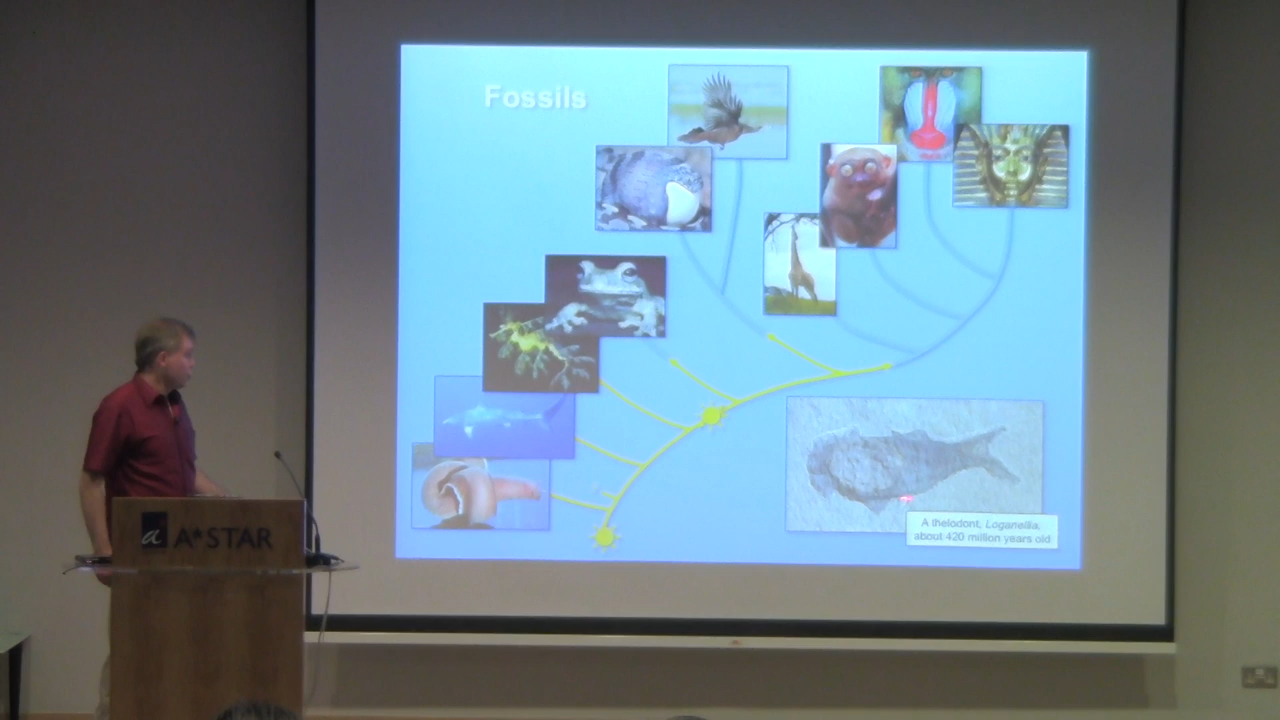 Fossils
A thelodont, Loganellia,
about 420 million years old
a A*STAR